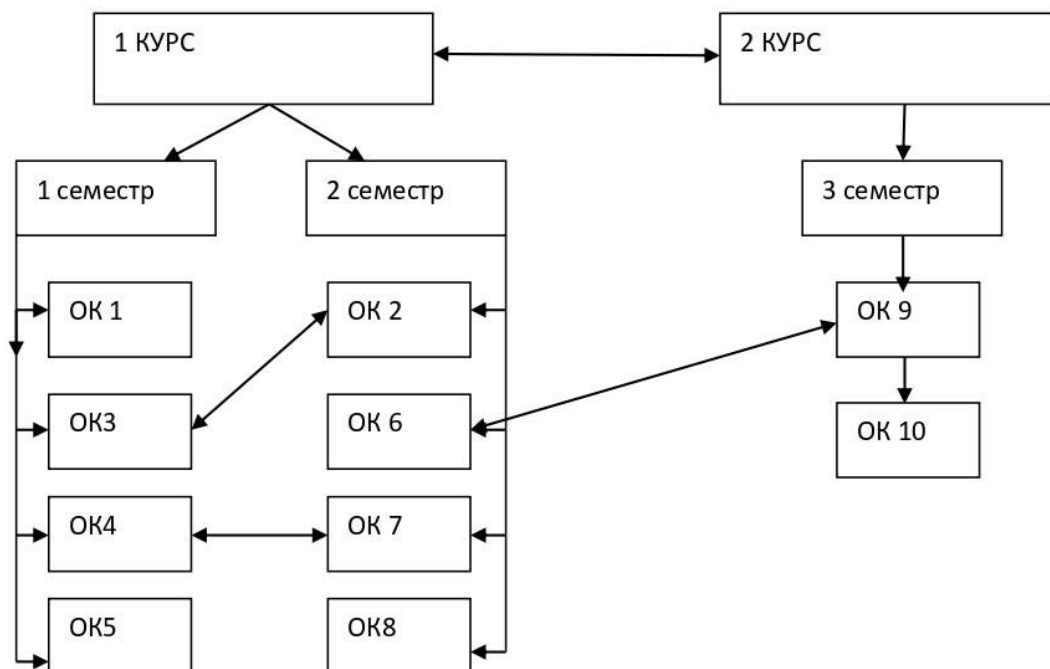 1 КУРС
2 КУРС
1 семестр
2 семестр
3 семестр
ОК 1
ОК 2
ОК 9
ОК3
ОК 6
ОК 10
ОК4
ОК 7
ОК5
ОК8